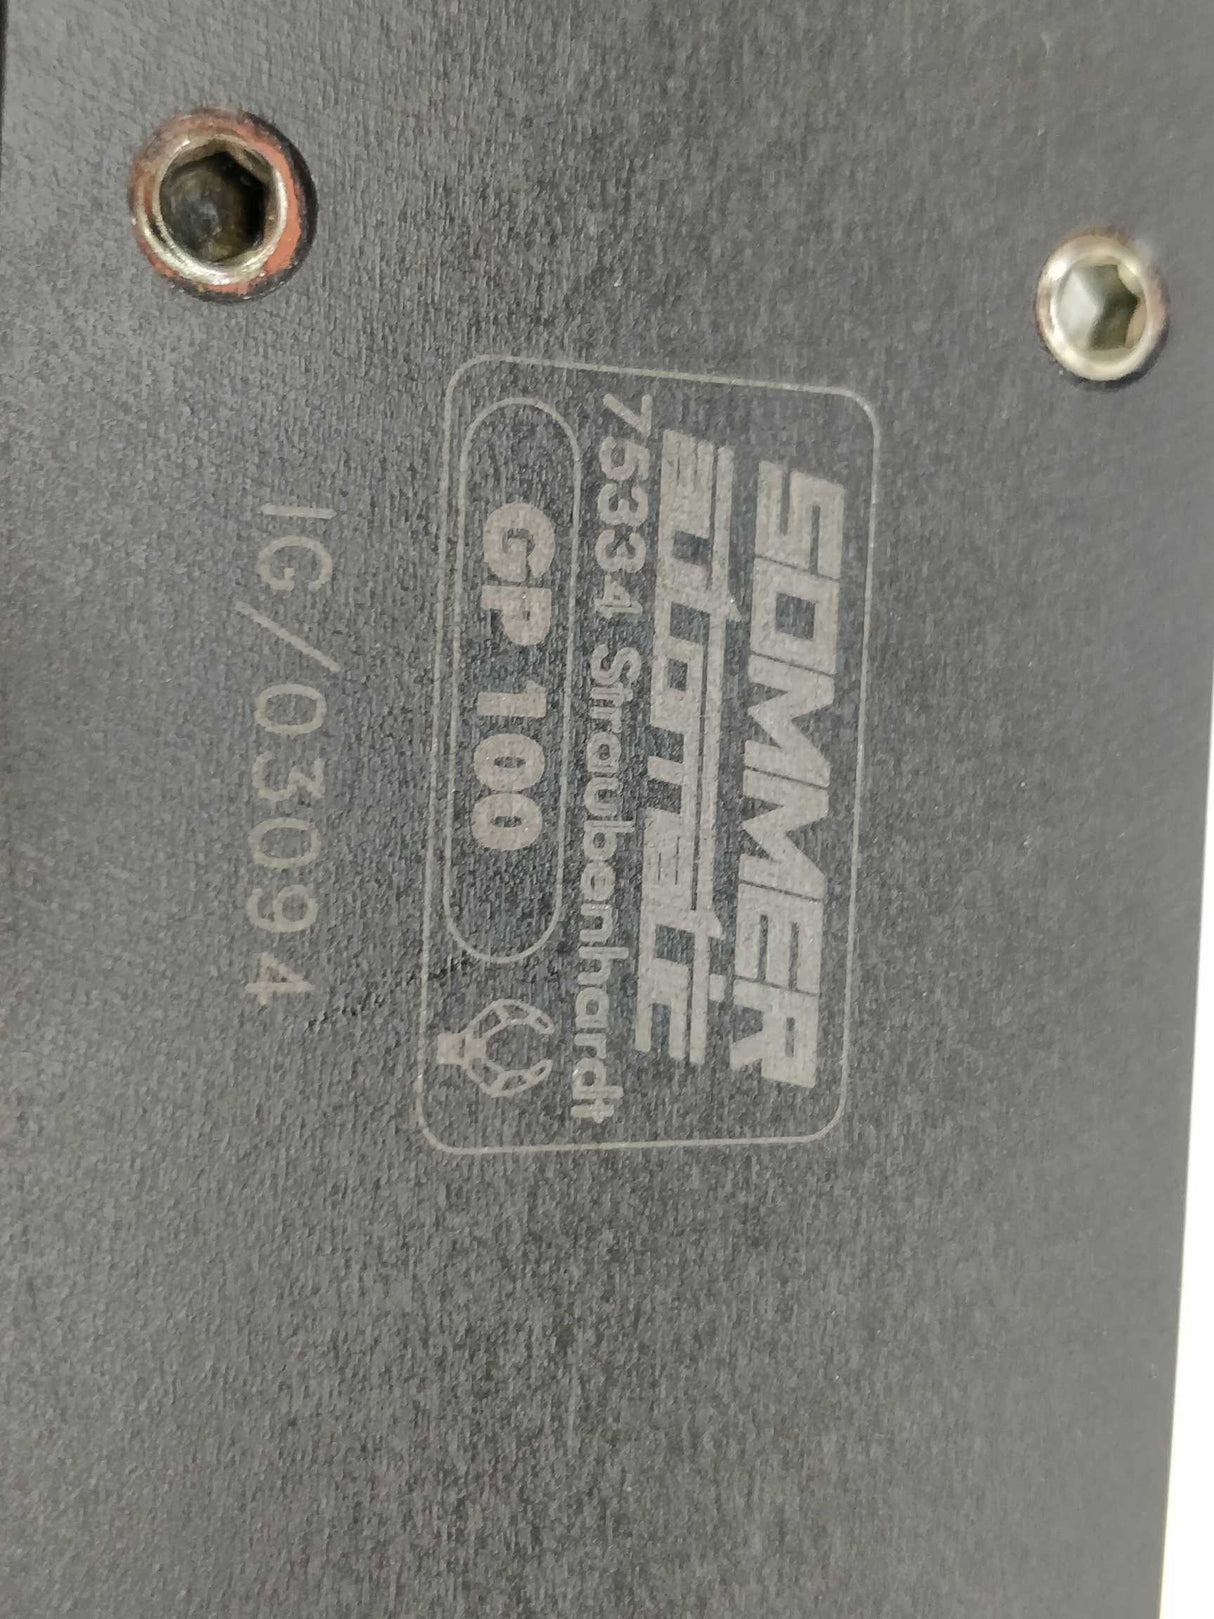 SOMMER
automatic
75334 Straubenhardt
GP 100
IG/03094